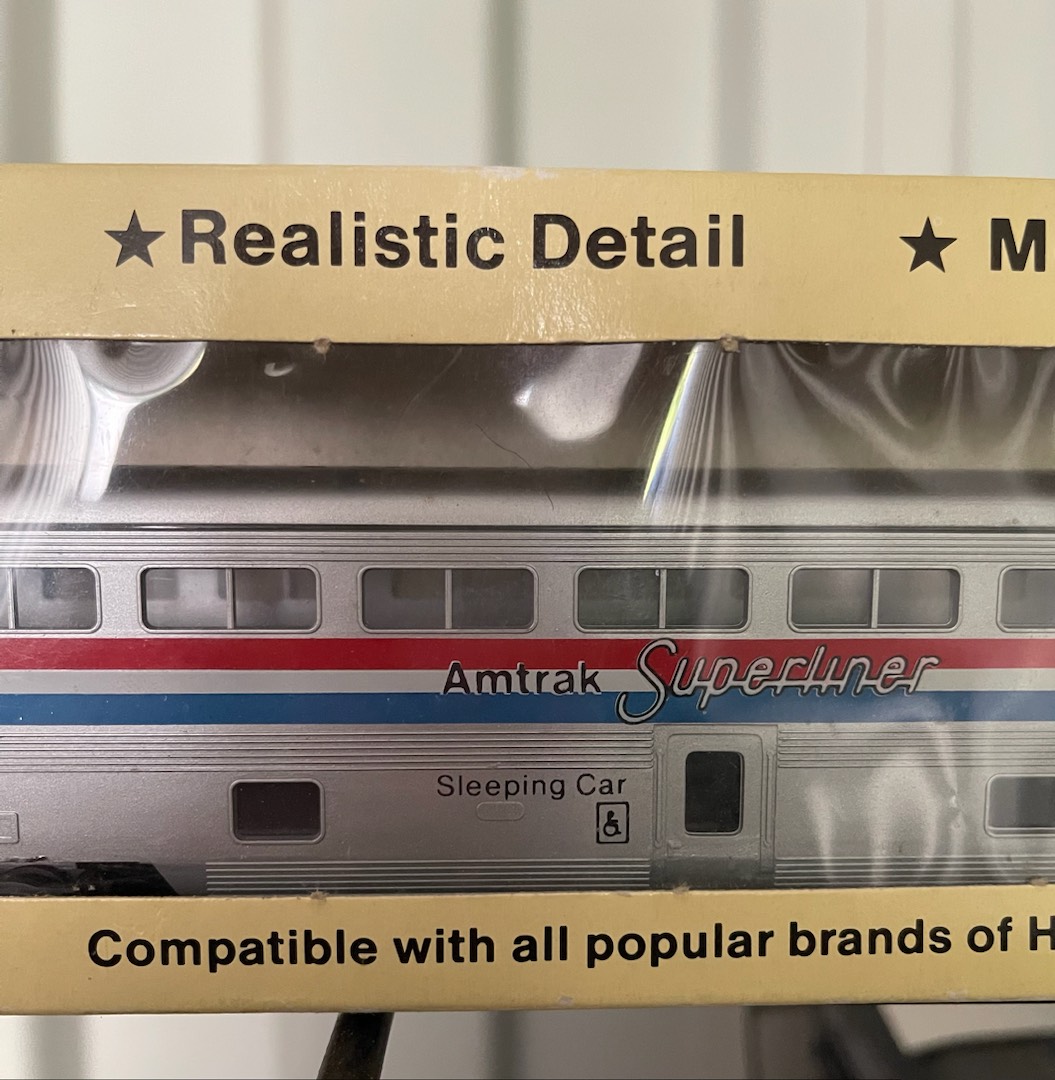 ★ Realistic Detail ★ M
Amtrak Superliner
Sleeping Car
Compatible with all popular brands of H